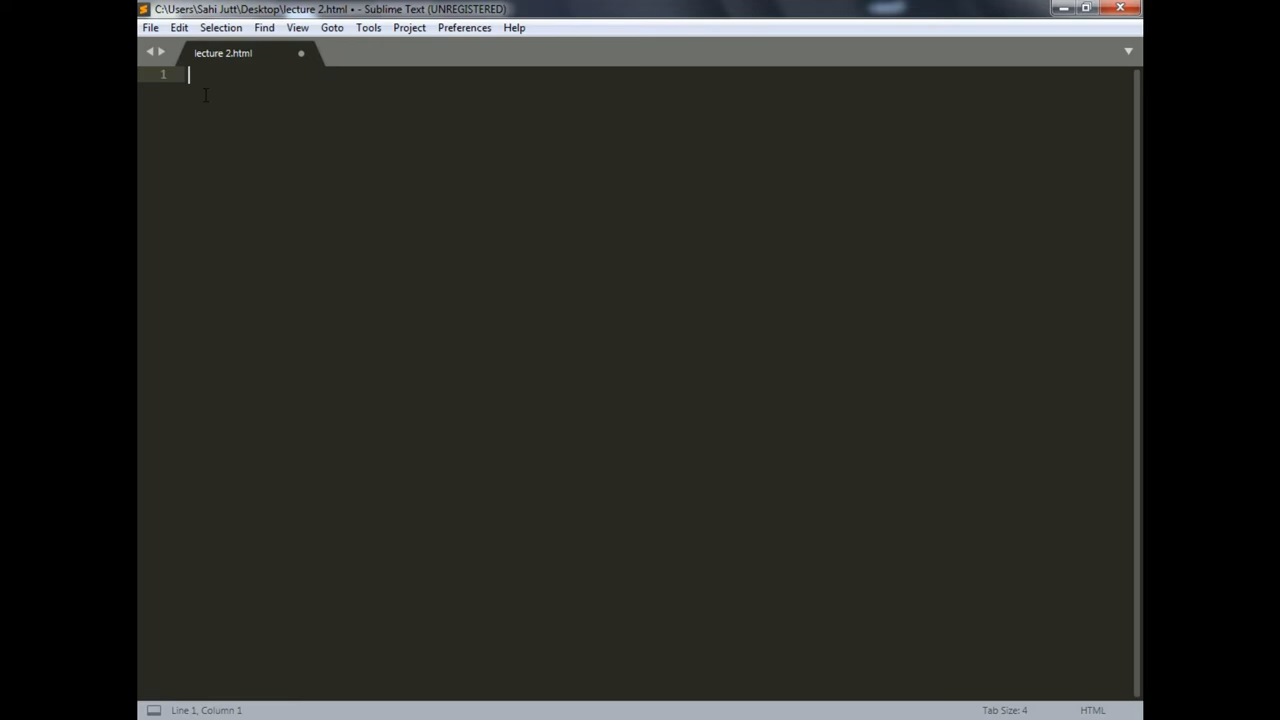 C:\Users\Sahi Jutt\Desktop\lecture 2.html • - Sublime Text (UNREGISTERED)
File Edit Selection Find View Goto Tools Project Preferences Help
lecture 2.html
1
Line 1, Column 1 Tab Size: 4 HTML